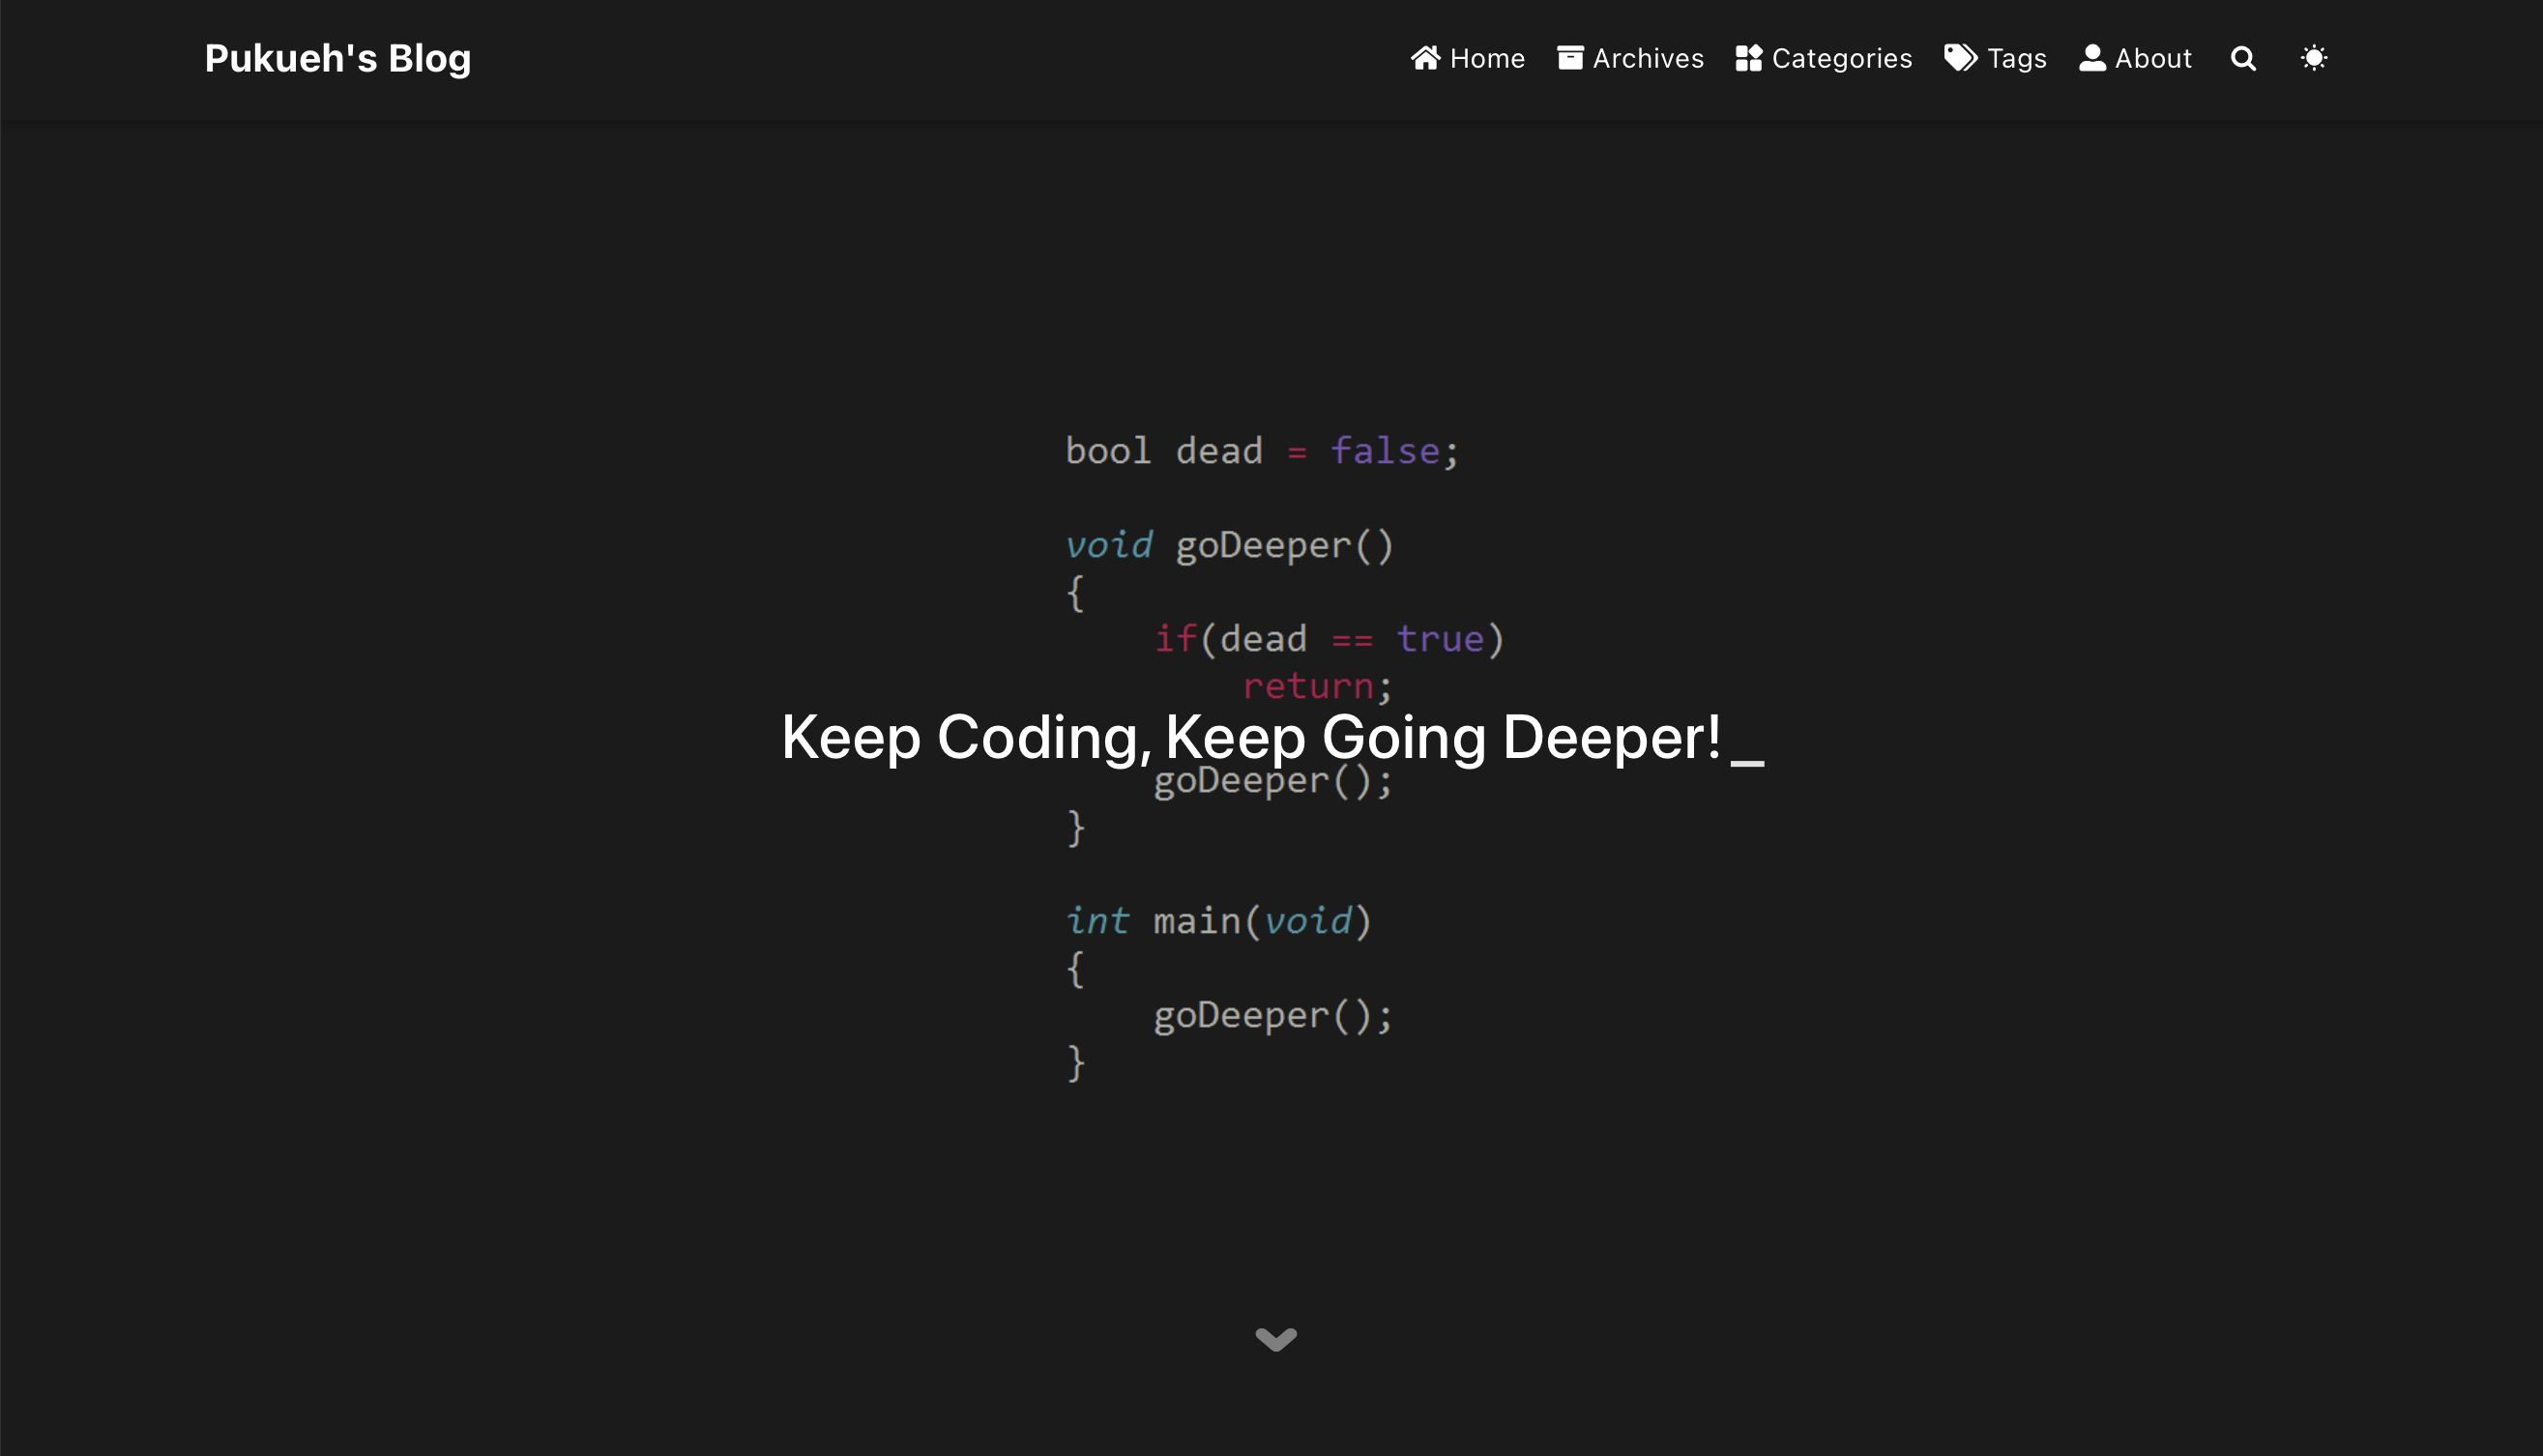 Pukueh's Blog
Home Archives Categories Tags About
bool dead = false;
void goDeeper()
{
    if(dead == true)
        return;
Keep Coding, Keep Going Deeper!_
    goDeeper();
}
int main(void)
{
    goDeeper();
}